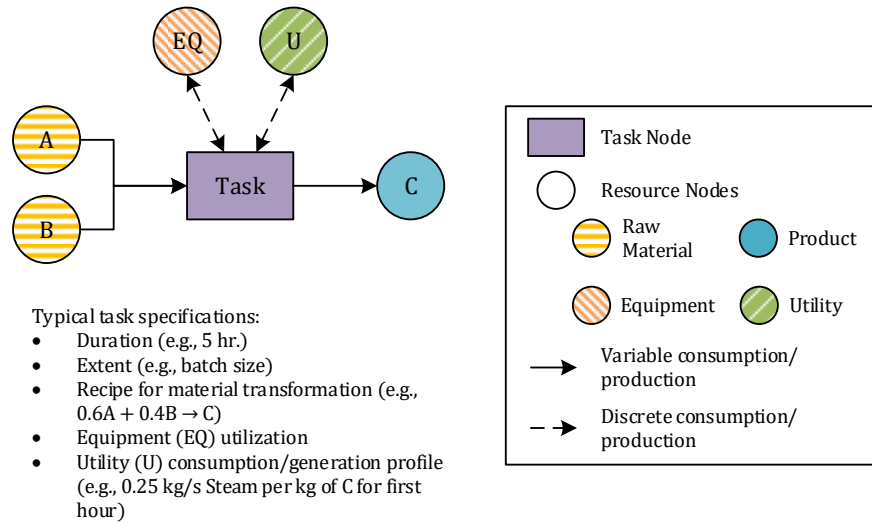 EQ
U
A
B
Task
C
Typical task specifications:
• Duration (e.g., 5 hr.)
• Extent (e.g., batch size)
• Recipe for material transformation (e.g.,
0.6A + 0.4B → C)
• Equipment (EQ) utilization
• Utility (U) consumption/generation profile
(e.g., 0.25 kg/s Steam per kg of C for first
hour)
Task Node
Resource Nodes
Raw
Material
Product
Equipment
Utility
Variable consumption/
production
Discrete consumption/
production